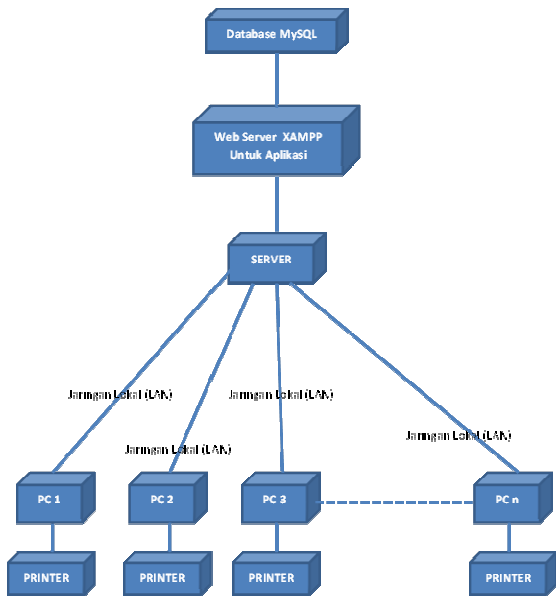 Database MySQL
Web Server XAMPP
Untuk Aplikasi
SERVER
Jaringan Lokal (LAN)
Jaringan Lokal (LAN)
Jaringan Lokal (LAN)
Jaringan Lokal (LAN)
PC 1
PC 2
PC 3
PC n
PRINTER
PRINTER
PRINTER
PRINTER